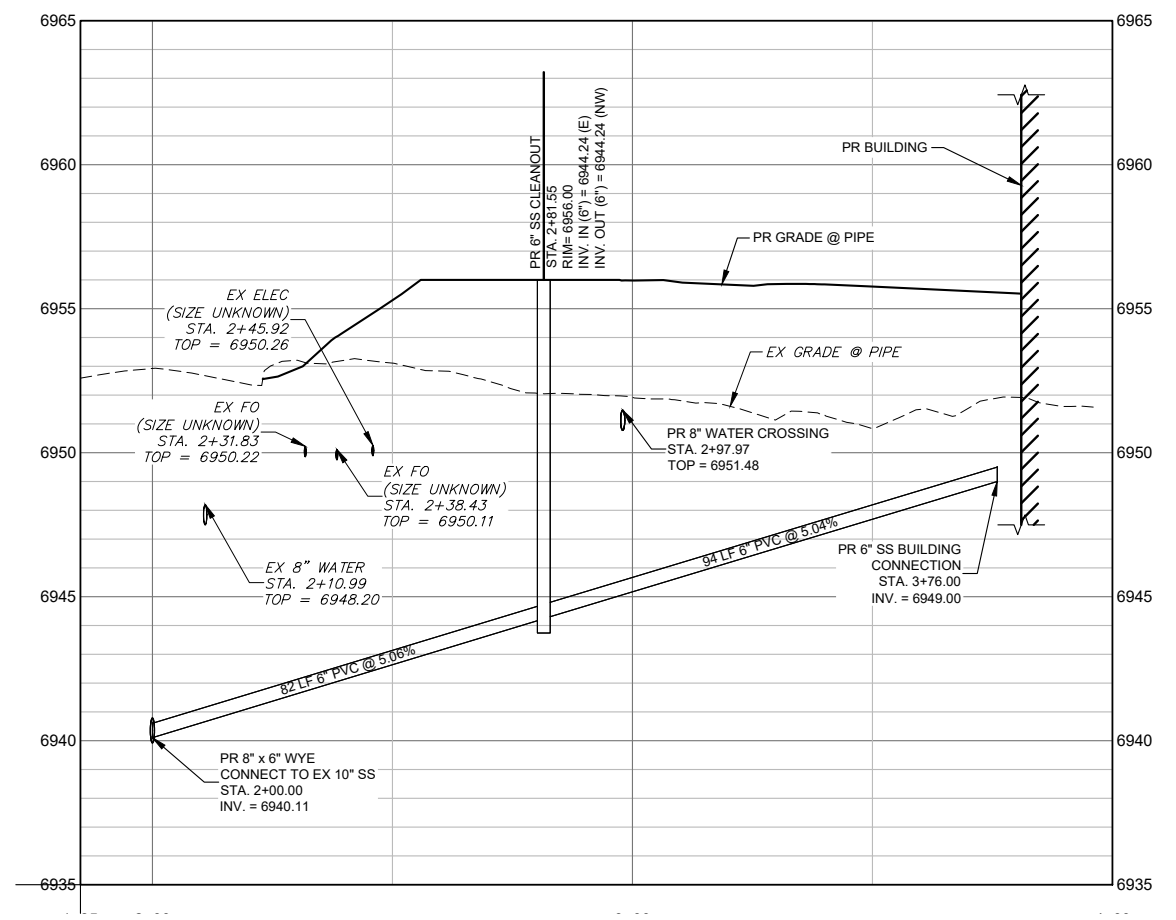 6965
6965
PR 6" SS CLEANOUT
STA. 2+81.55
RIM= 6956.00
INV. IN (6") = 6944.24 (E)
INV. OUT (6") = 6944.24 (NW)
PR BUILDING
6960
6960
PR GRADE @ PIPE
EX ELEC
(SIZE UNKNOWN)
STA. 2+45.92
TOP = 6950.26
6955
6955
EX GRADE @ PIPE
EX FO
(SIZE UNKNOWN)
STA. 2+31.83
TOP = 6950.22
PR 8" WATER CROSSING
STA. 2+97.97
TOP = 6951.48
6950
6950
EX FO
(SIZE UNKNOWN)
STA. 2+38.43
TOP = 6950.11
94 LF 6" PVC @ 5.04%
PR 6" SS BUILDING
CONNECTION
STA. 3+76.00
INV. = 6949.00
EX 8" WATER
STA. 2+10.99
TOP = 6948.20
6945
6945
82 LF 6" PVC @ 5.06%
6940
6940
PR 8" x 6" WYE
CONNECT TO EX 10" SS
STA. 2+00.00
INV. = 6940.11
6935
6935